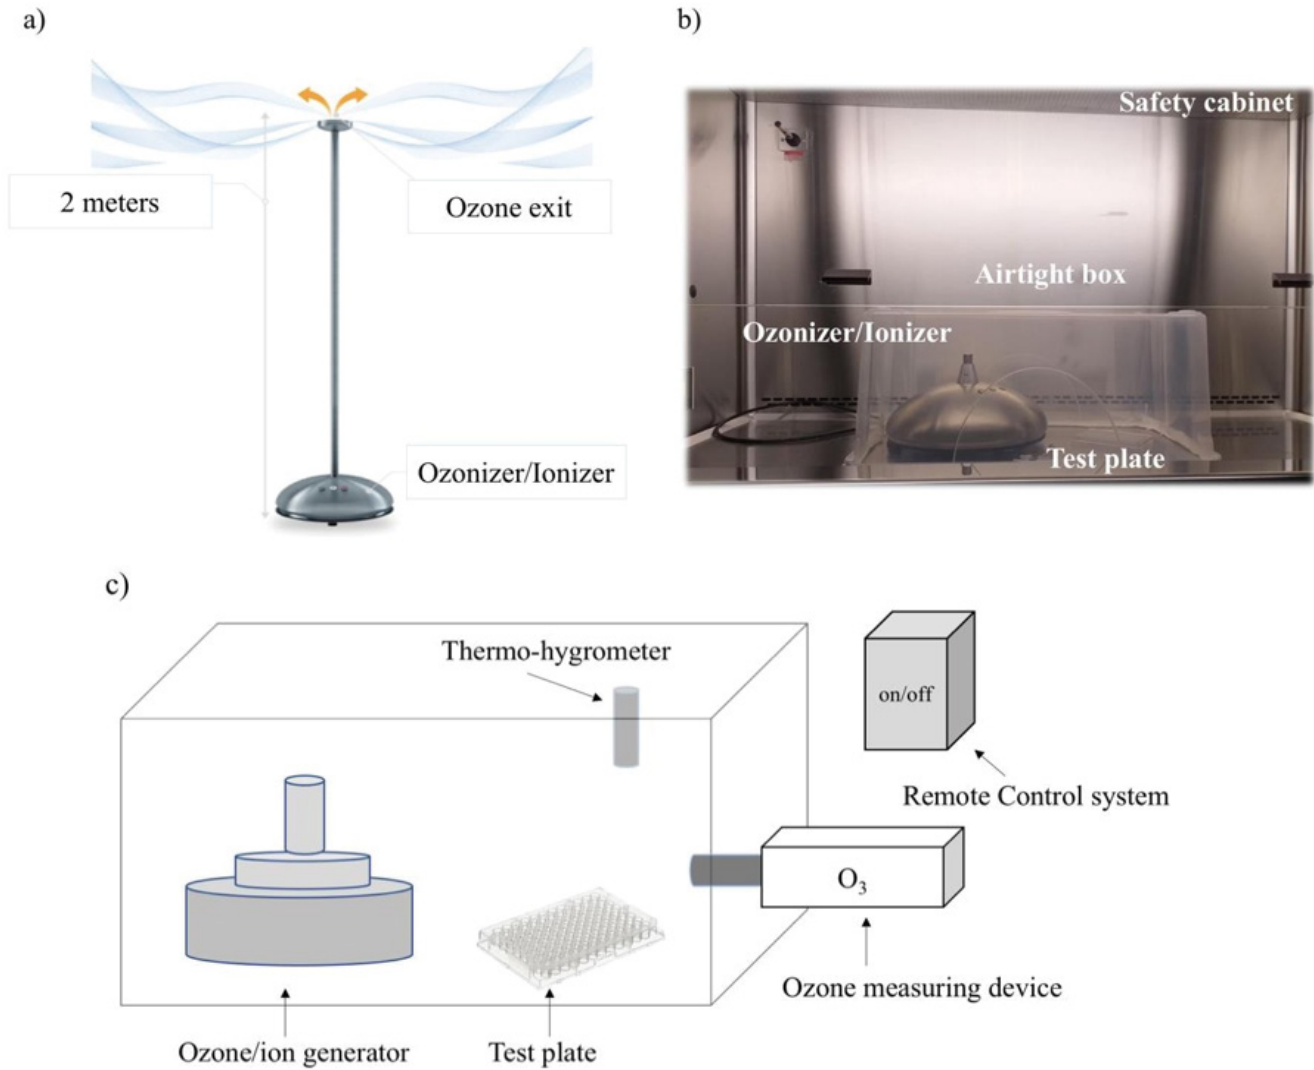 a)
2 meters
Ozone exit
Ozonizer/Ionizer
b)
Safety cabinet
Airtight box
Ozonizer/Ionizer
Test plate
c)
Thermo-hygrometer
on/off
Remote Control system
O₃
Ozone measuring device
Ozone/ion generator
Test plate